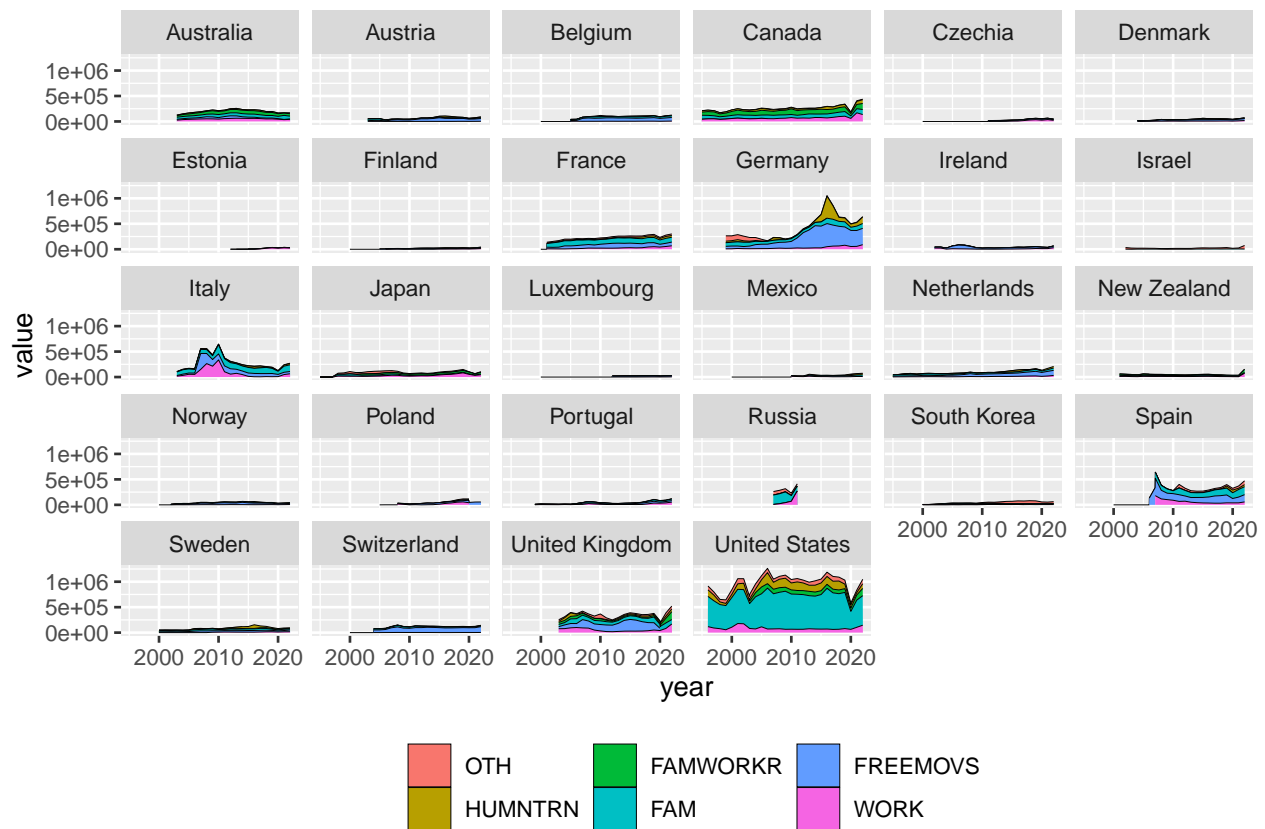 Australia Austria Belgium Canada Czechia Denmark
1e+06
5e+05
0e+00
Estonia Finland France Germany Ireland Israel
1e+06
5e+05
0e+00
Italy Japan Luxembourg Mexico Netherlands New Zealand
1e+06
5e+05
0e+00
value
Norway Poland Portugal Russia South Korea Spain
1e+06
5e+05
0e+00
2000 2010 2020 2000 2010 2020
Sweden Switzerland United Kingdom United States
1e+06
5e+05
0e+00
2000 2010 2020 2000 2010 2020 2000 2010 2020 2000 2010 2020
year
OTH FAMWORKR FREEMOVS
HUMNTRN FAM WORK